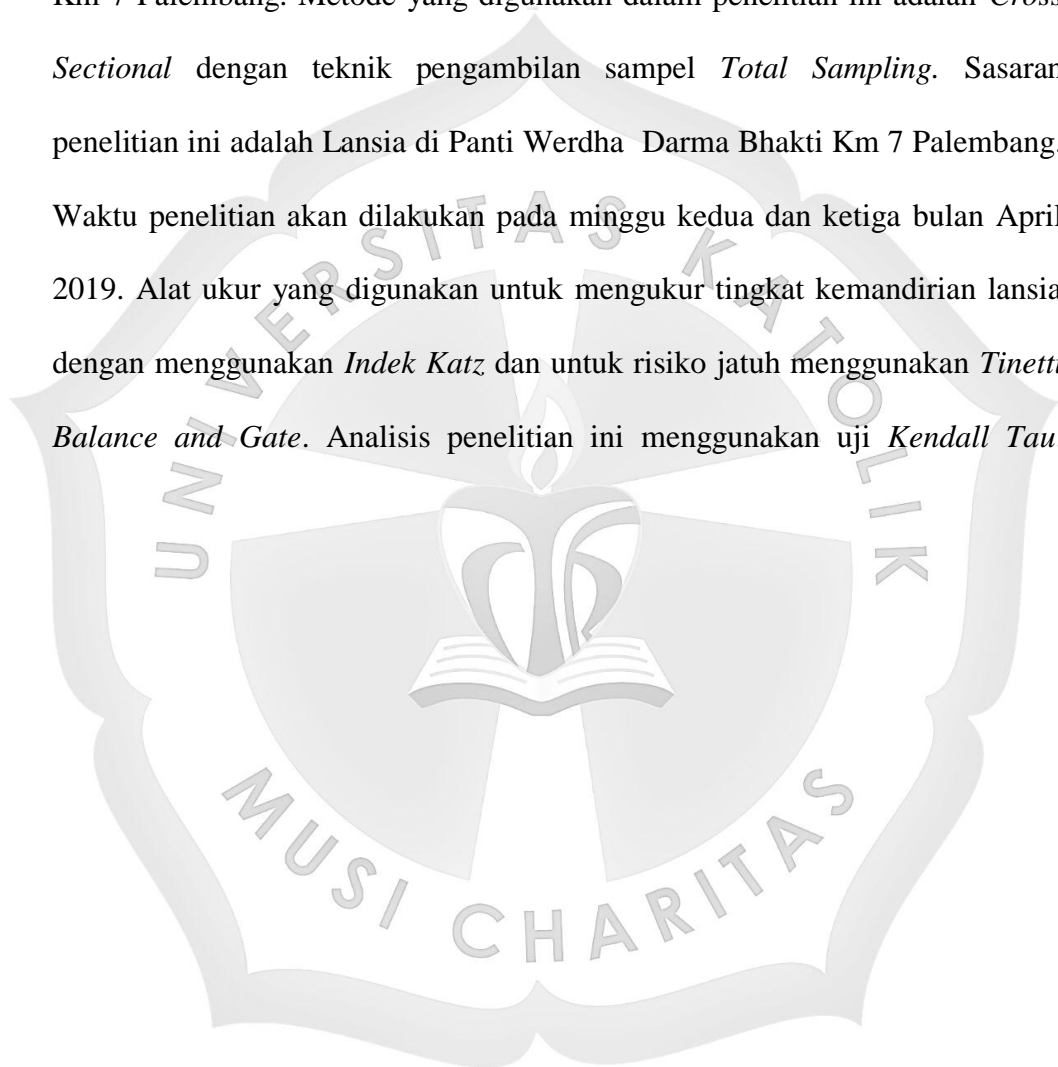 Km 7 Palembang. Metode yang digunakan dalam penelitian ini adalah Cross
Sectional dengan teknik pengambilan sampel Total Sampling. Sasaran
penelitian ini adalah Lansia di Panti Werdha Darma Bhakti Km 7 Palembang.
Waktu penelitian akan dilakukan pada minggu kedua dan ketiga bulan April
2019. Alat ukur yang digunakan untuk mengukur tingkat kemandirian lansia
dengan menggunakan Indek Katz dan untuk risiko jatuh menggunakan Tinetti
Balance and Gate. Analisis penelitian ini menggunakan uji Kendall Tau.
UNIVERSITAS KATOLIK
MUSI CHARITAS